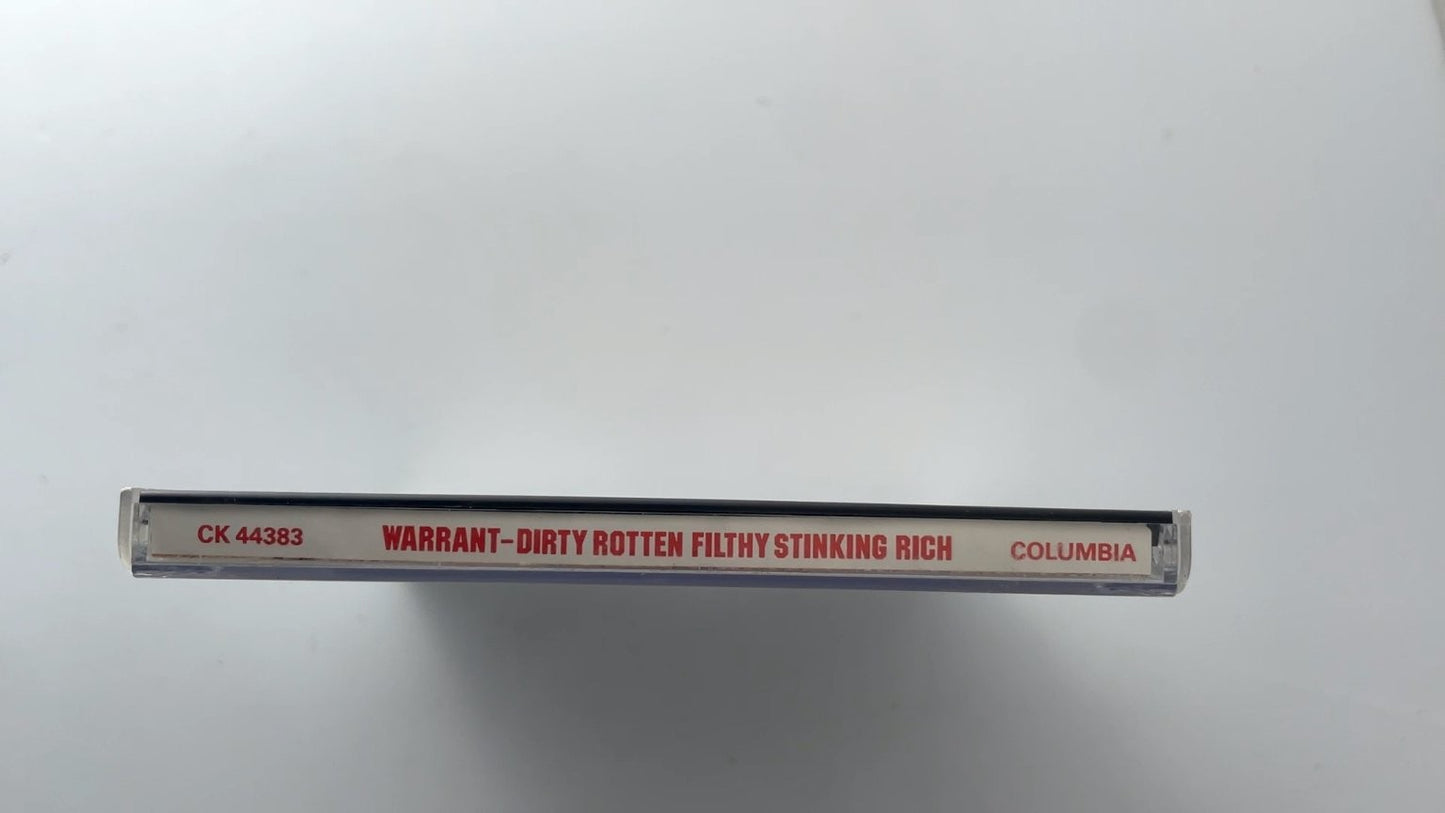 CK 44383 WARRANT-DIRTY ROTTEN FILTHY STINKING RICH COLUMBIA